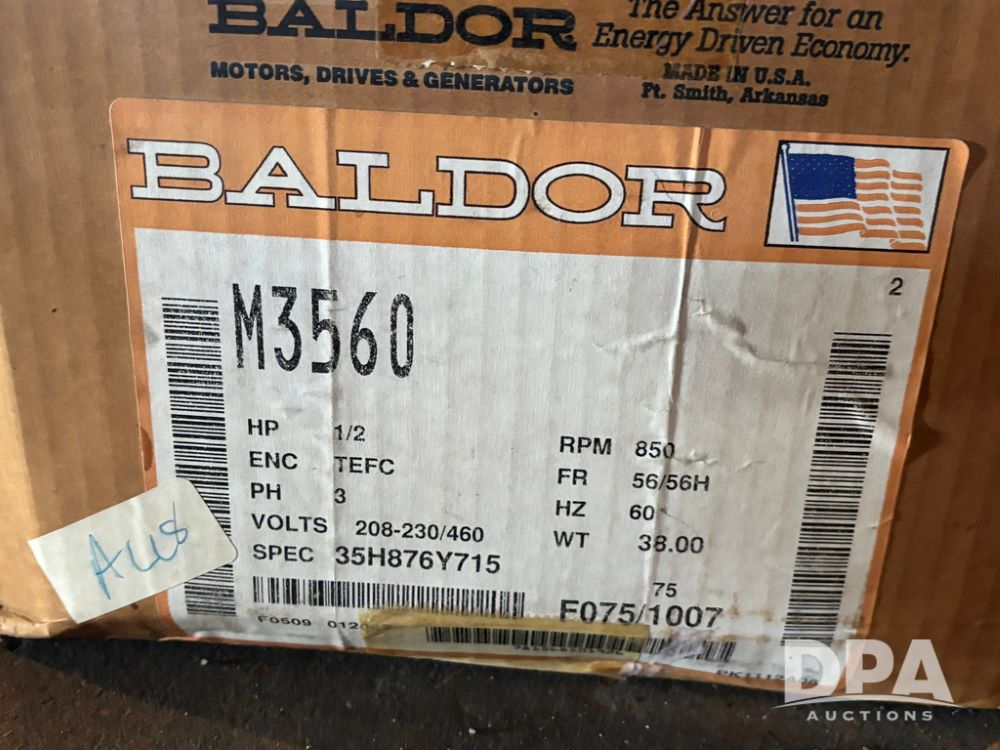 BALDOR
MOTORS, DRIVES & GENERATORS
The Answer for an
Energy Driven Economy.
MADE IN U.S.A.
Ft. Smith, Arkansas
BALDOR
2
M3560
HP 1/2
ENC TEFC
PH 3
VOLTS 208-230/460
SPEC 35H876Y715
RPM 850
FR 56/56H
HZ 60
WT 38.00
75
F075/1007
F0509
DPA
AUCTIONS